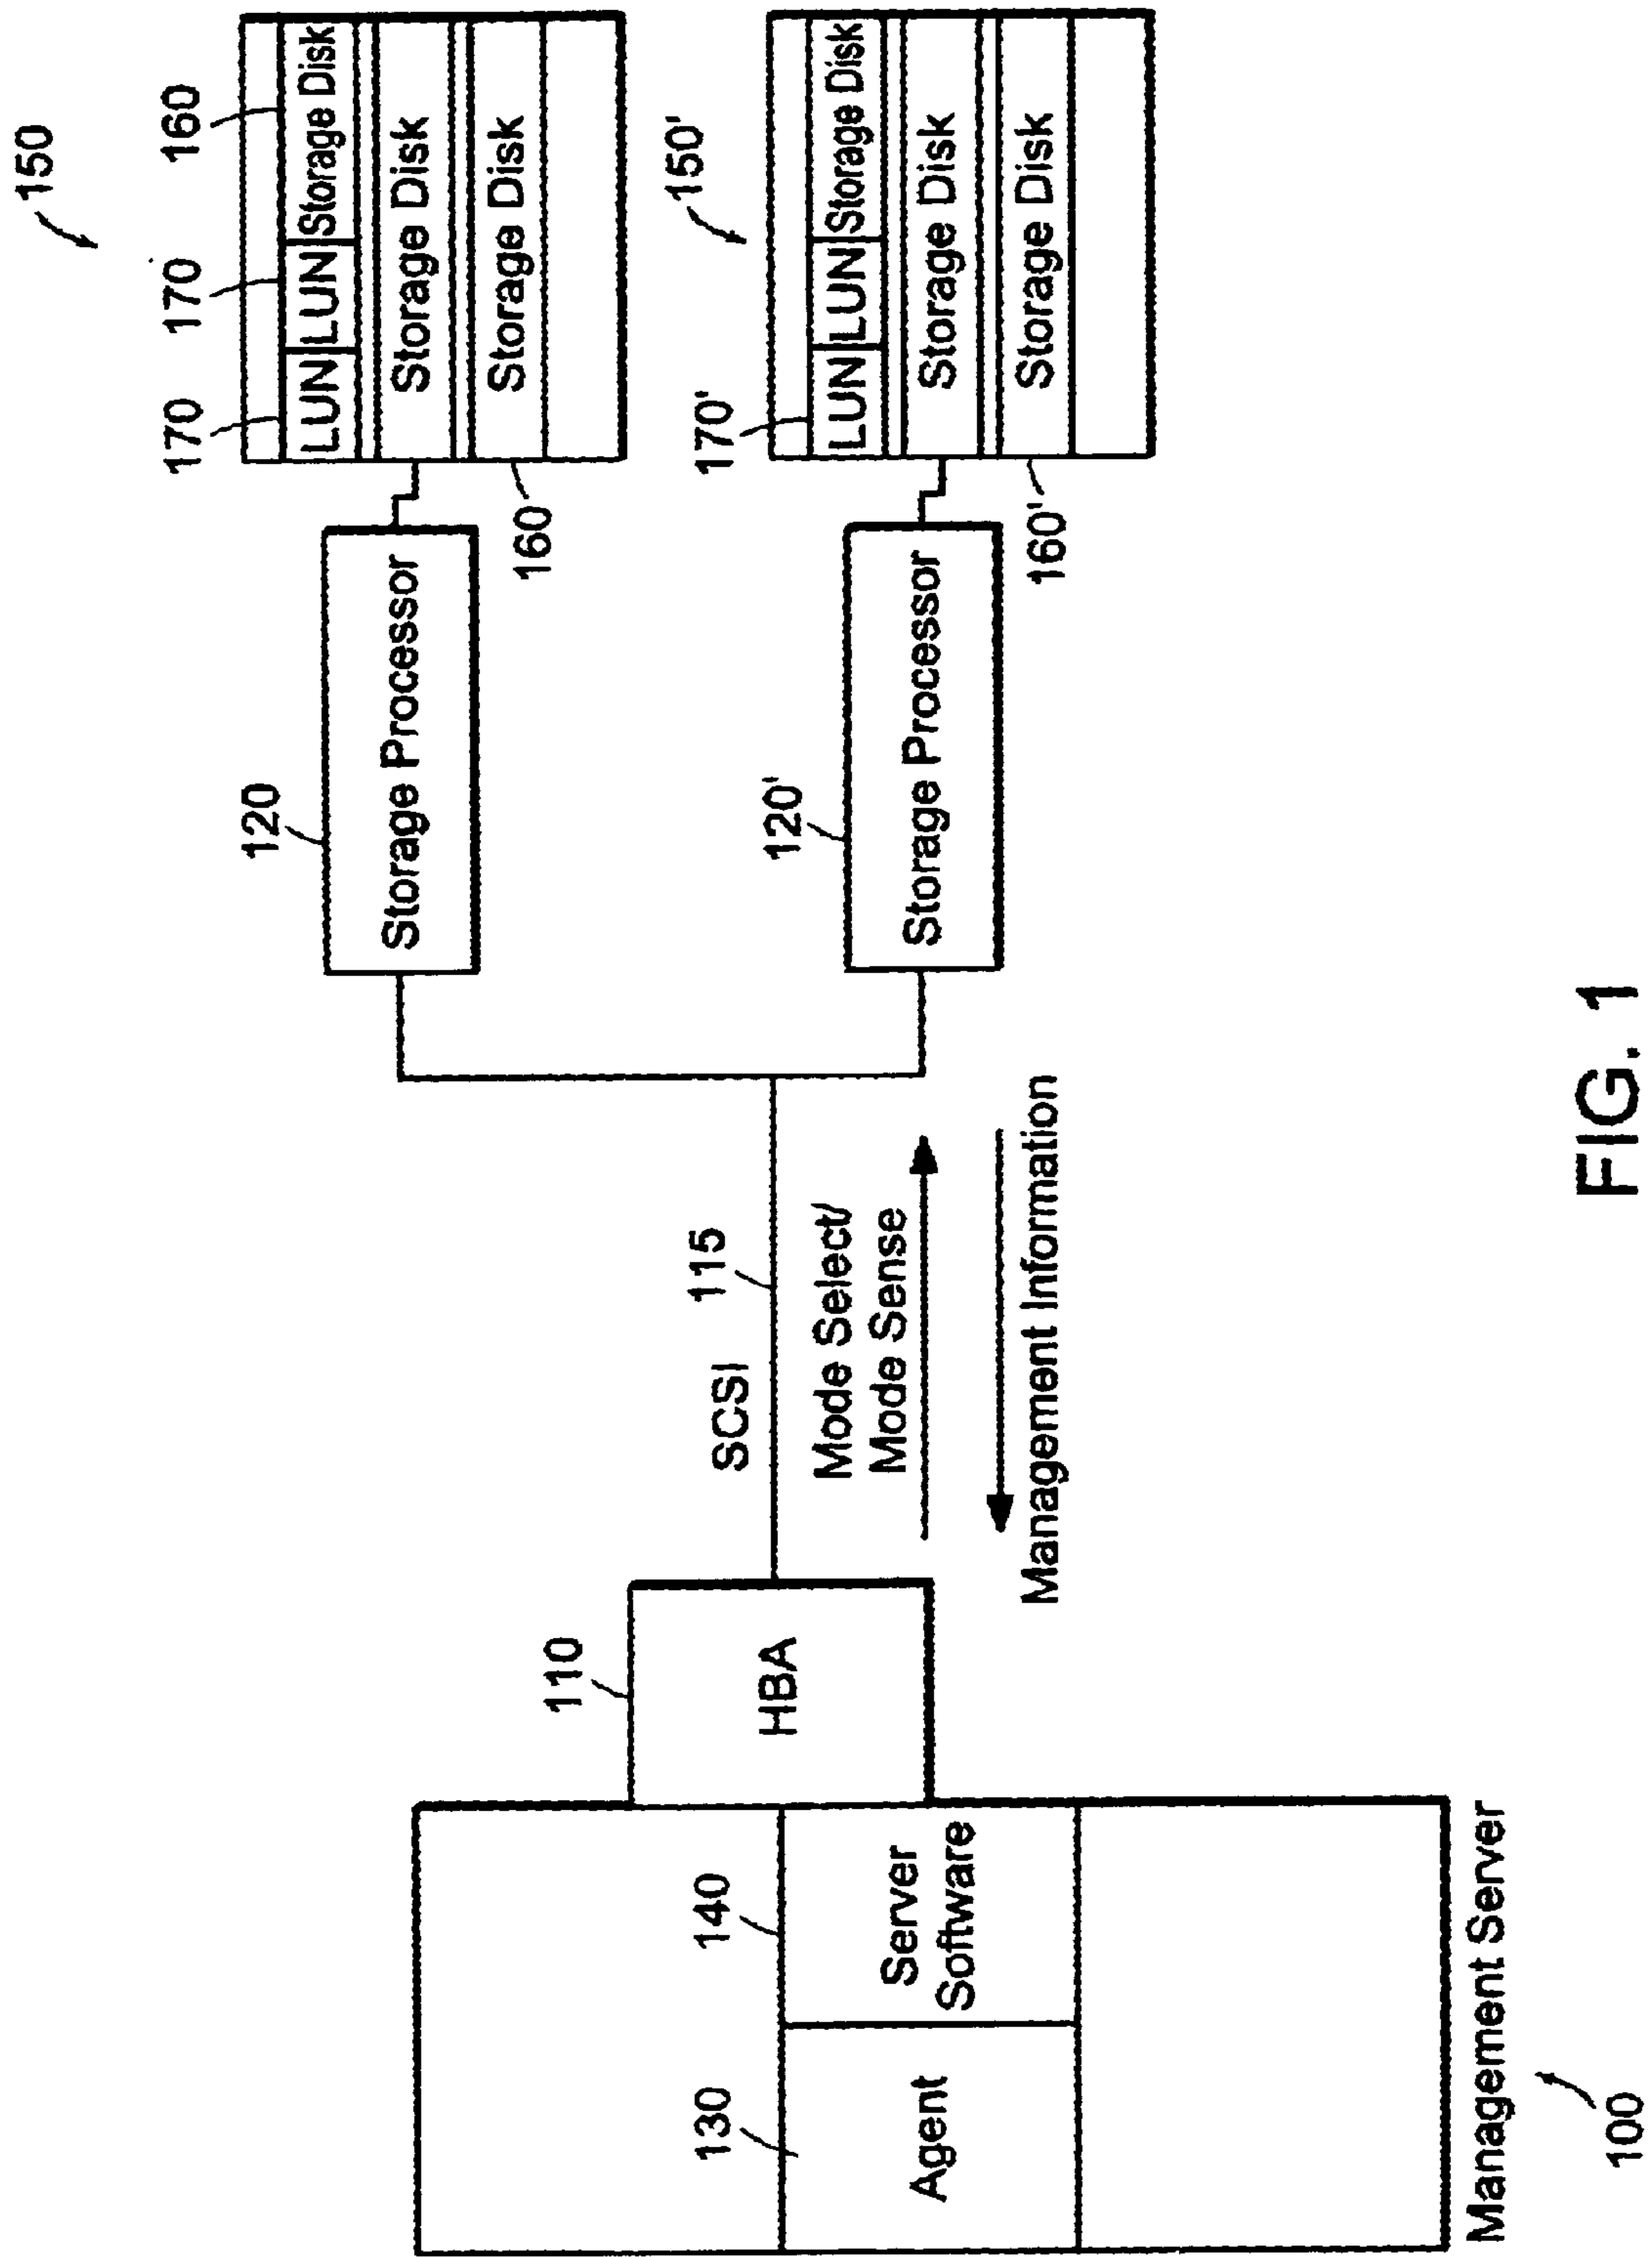 150
170
170
160
LUN
LUN
Storage Disk
Storage Disk
Storage Disk
160
120
Storage Processor
150'
170'
LUN
LUN
Storage Disk
Storage Disk
Storage Disk
160'
120'
Storage Processor
SCSI
115
Mode Select/
Mode Sense
Management Information
110
HBA
130
Agent
140
Server
Software
Management Server
100
FIG. 1